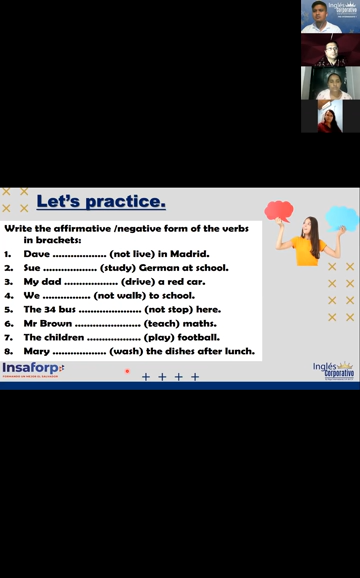 Inglés
Corporativo
Let's practice.
Write the affirmative /negative form of the verbs
in brackets:
1. Dave ................... (not live) in Madrid.
2. Sue ................... (study) German at school.
3. My dad ................... (drive) a red car.
4. We ................. (not walk) to school.
5. The 34 bus ...................... (not stop) here.
6. Mr Brown ....................... (teach) maths.
7. The children ................... (play) football.
8. Mary ................... (wash) the dishes after lunch.
Insaforp
Inglés
Corporativo